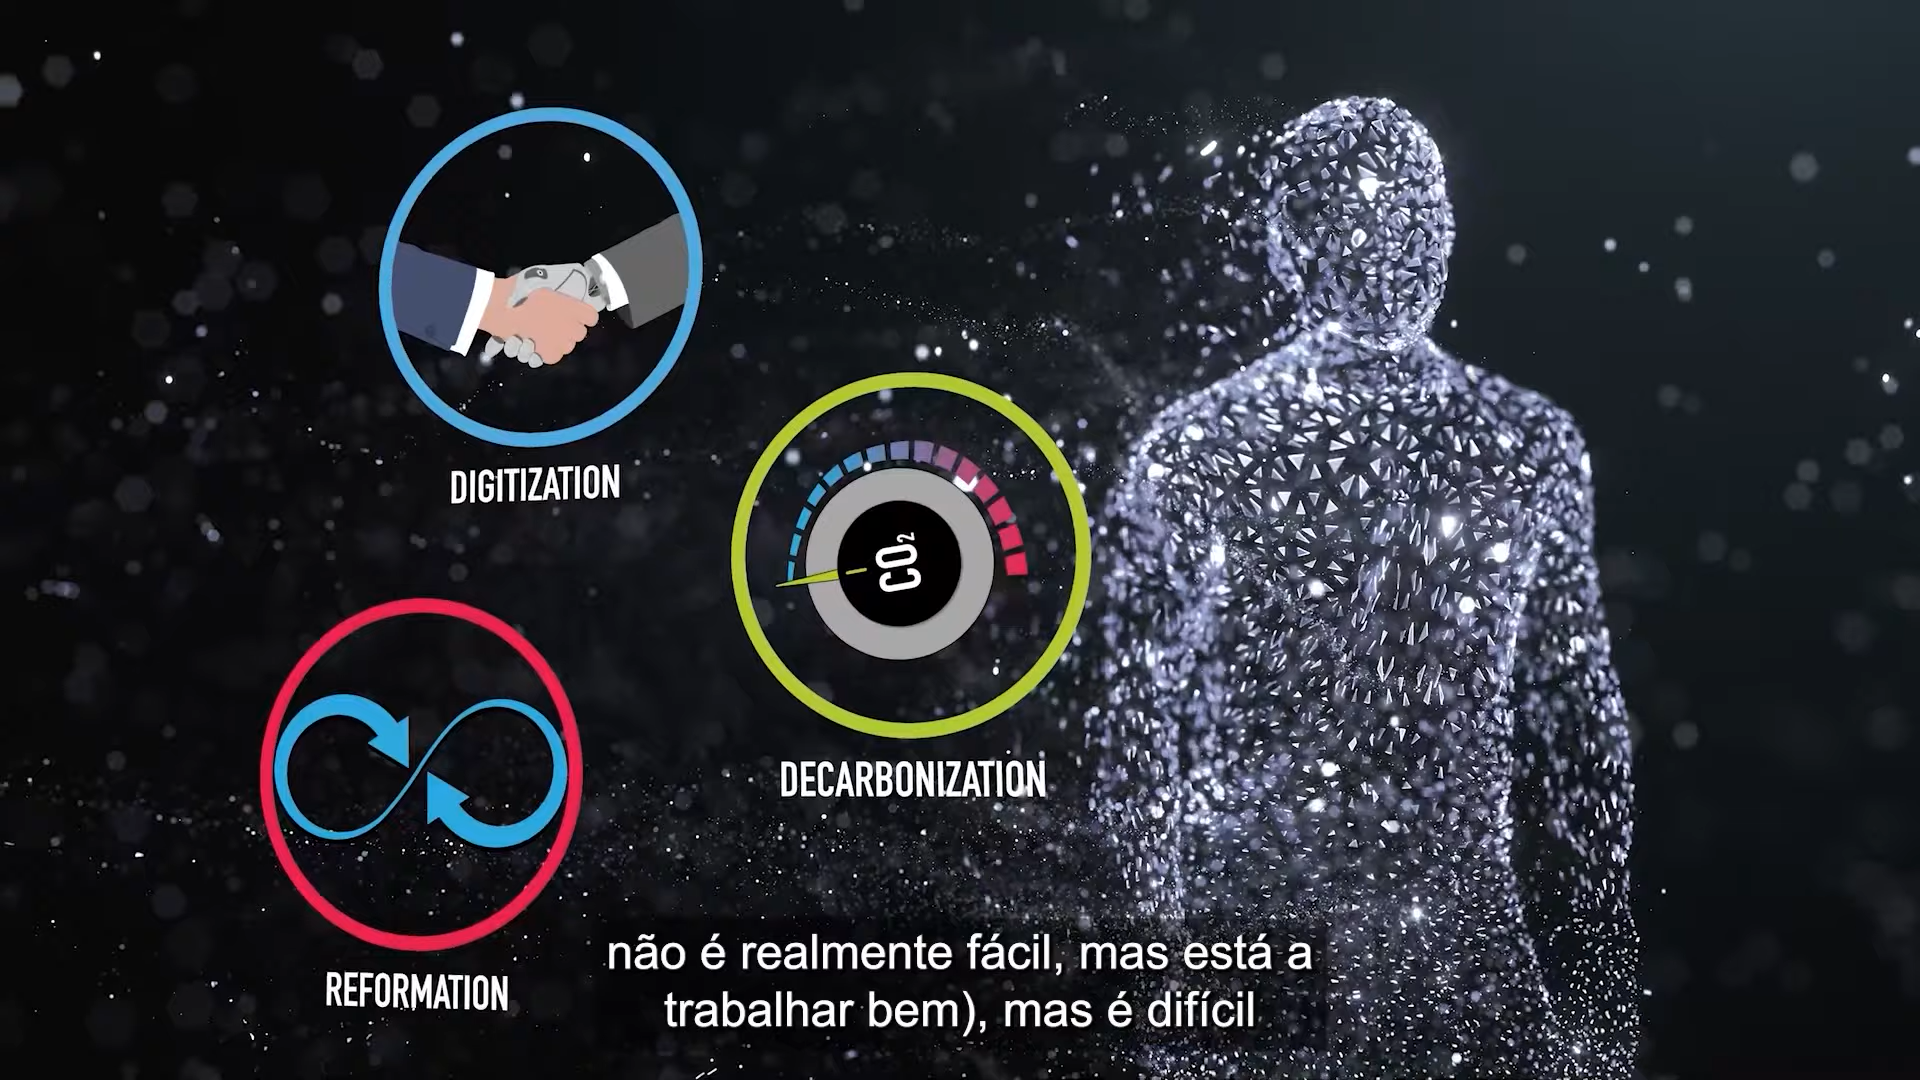 DIGITIZATION
CO₂
DECARBONIZATION
REFORMATION
não é realmente fácil, mas está a
trabalhar bem), mas é difícil